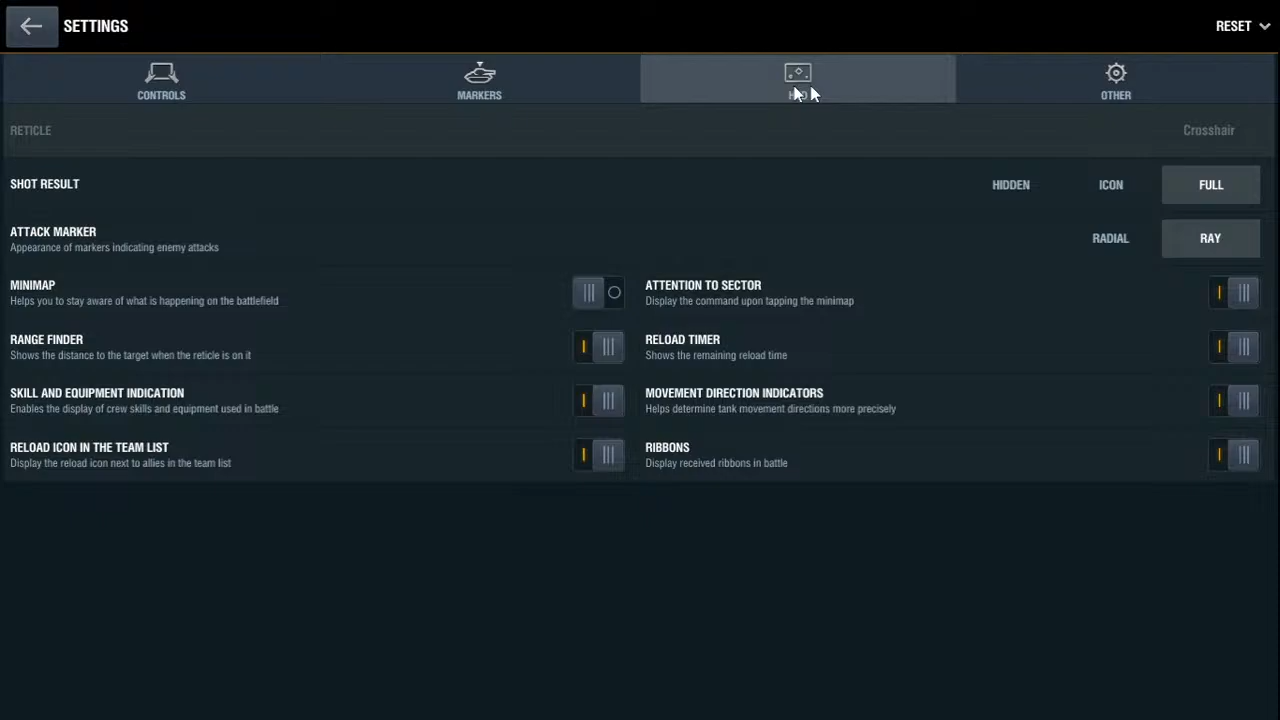 SETTINGS
RESET
CONTROLS
MARKERS
OTHER
RETICLE
Crosshair
SHOT RESULT
HIDDEN
ICON
FULL
ATTACK MARKER
Appearance of markers indicating enemy attacks
RADIAL
RAY
MINIMAP
Helps you to stay aware of what is happening on the battlefield
ATTENTION TO SECTOR
Display the command upon tapping the minimap
RANGE FINDER
Shows the distance to the target when the reticle is on it
RELOAD TIMER
Shows the remaining reload time
SKILL AND EQUIPMENT INDICATION
Enables the display of crew skills and equipment used in battle
MOVEMENT DIRECTION INDICATORS
Helps determine tank movement directions more precisely
RELOAD ICON IN THE TEAM LIST
Display the reload icon next to allies in the team list
RIBBONS
Display received ribbons in battle